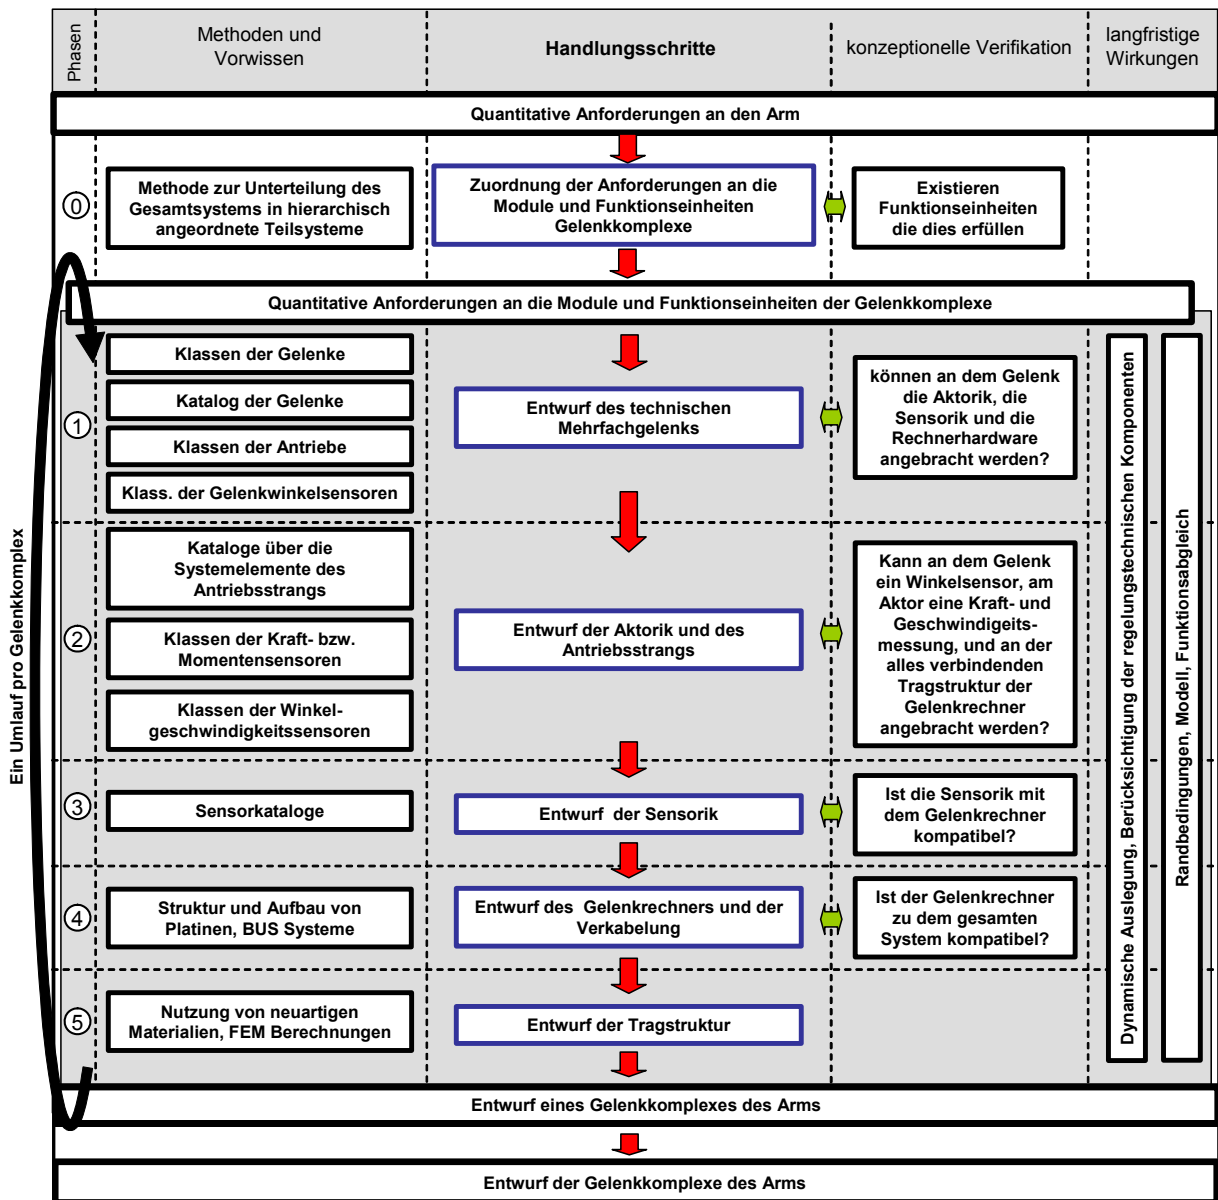 Phasen
Methoden und
Vorwissen
Handlungsschritte
konzeptionelle Verifikation
langfristige
Wirkungen
Quantitative Anforderungen an den Arm
0
Methode zur Unterteilung des
Gesamtsystems in hierarchisch
angeordnete Teilsysteme
Zuordnung der Anforderungen an die
Module und Funktionseinheiten
Gelenkkomplexe
Existieren
Funktionseinheiten
die dies erfüllen
Quantitative Anforderungen an die Module und Funktionseinheiten der Gelenkkomplexe
Ein Umlauf pro Gelenkkomplex
1
Klassen der Gelenke
Katalog der Gelenke
Klassen der Antriebe
Klass. der Gelenkwinkelsensoren
Entwurf des technischen
Mehrfachgelenks
können an dem Gelenk
die Aktorik, die
Sensorik und die
Rechnerhardware
angebracht werden?
Dynamische Auslegung, Berücksichtigung der regelungstechnischen Komponenten
Randbedingungen, Modell, Funktionsabgleich
2
Kataloge über die
Systemelemente des
Antriebsstrangs
Klassen der Kraft- bzw.
Momentensensoren
Klassen der Winkel-
geschwindigkeitssensoren
Entwurf der Aktorik und des
Antriebsstrangs
Kann an dem Gelenk
ein Winkelsensor, am
Aktor eine Kraft- und
Geschwindigeits-
messung, und an der
alles verbindenden
Tragstruktur der
Gelenkrechner
angebracht werden?
3
Sensorkataloge
Entwurf der Sensorik
Ist die Sensorik mit
dem Gelenkrechner
kompatibel?
4
Struktur und Aufbau von
Platinen, BUS Systeme
Entwurf des Gelenkrechners und der
Verkabelung
Ist der Gelenkrechner
zu dem gesamten
System kompatibel?
5
Nutzung von neuartigen
Materialien, FEM Berechnungen
Entwurf der Tragstruktur
Entwurf eines Gelenkkomplexes des Arms
Entwurf der Gelenkkomplexe des Arms